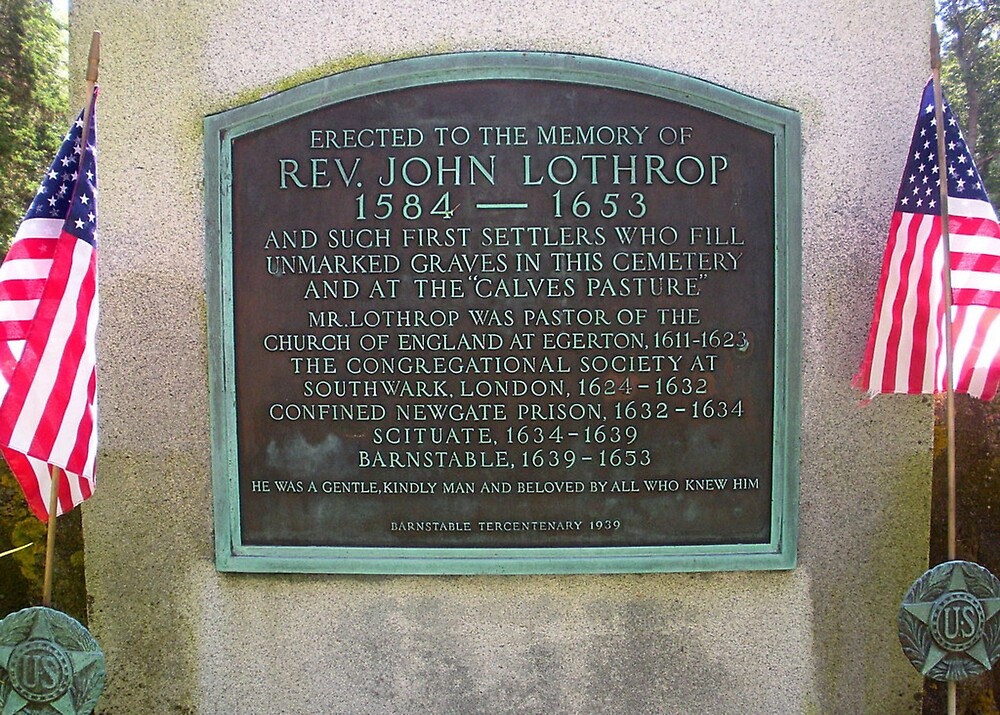 ERECTED TO THE MEMORY OF
REV. JOHN LOTHROP
1584 — 1653
AND SUCH FIRST SETTLERS WHO FILL
UNMARKED GRAVES IN THIS CEMETERY
AND AT THE "CALVES PASTURE"
MR. LOTHROP WAS PASTOR OF THE
CHURCH OF ENGLAND AT EGERTON, 1611-1623
THE CONGREGATIONAL SOCIETY AT
SOUTHWARK, LONDON, 1624-1632
CONFINED NEWGATE PRISON, 1632-1634
SCITUATE, 1634-1639
BARNSTABLE, 1639-1653
HE WAS A GENTLE, KINDLY MAN AND BELOVED BY ALL WHO KNEW HIM
BARNSTABLE TERCENTENARY 1939
US
US